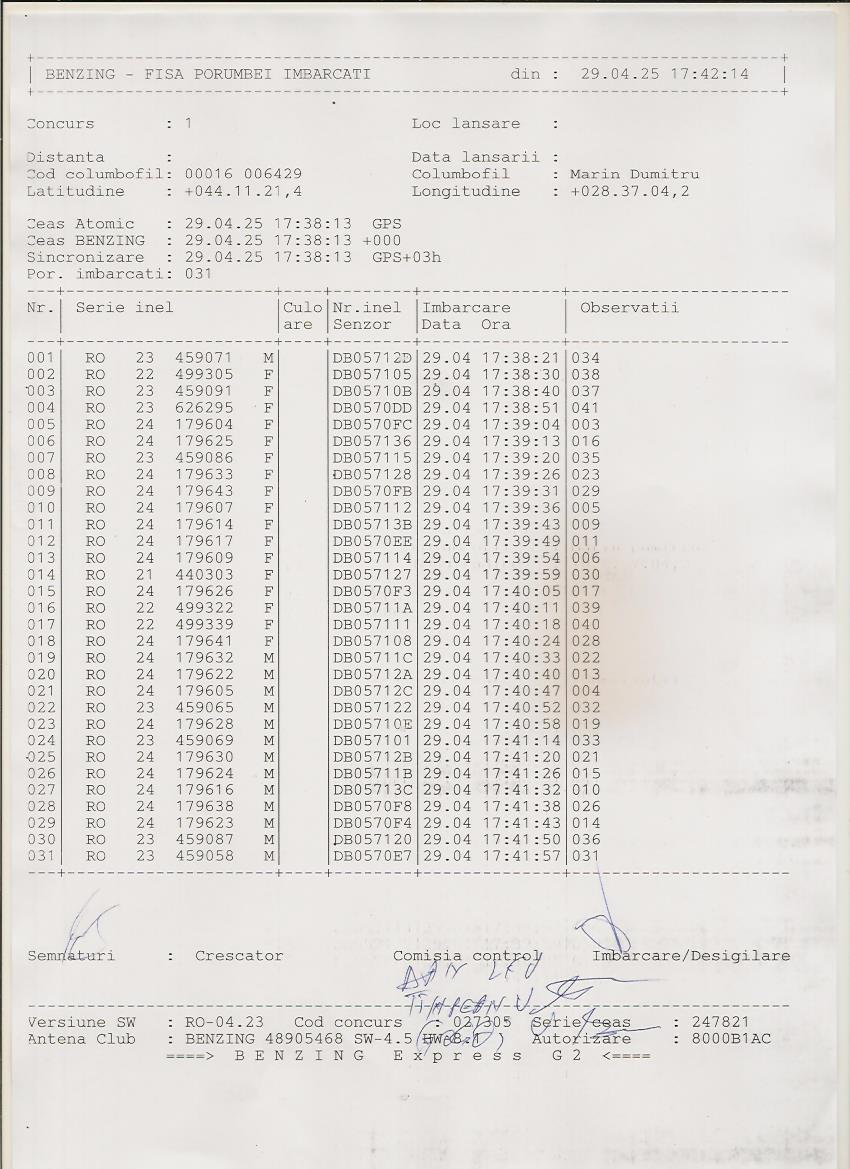 BENZING - FISA PORUMBEI IMBARCATI din : 29.04.25 17:42:14
Concurs : 1 Loc lansare :
Distanta : Data lansarii :
Cod columbofil: 00016 006429 Columbofil : Marin Dumitru
Latitudine : +044.11.21,4 Longitudine : +028.37.04,2
Ceas Atomic : 29.04.25 17:38:13 GPS
Ceas BENZING : 29.04.25 17:38:13 +000
Sincronizare : 29.04.25 17:38:13 GPS+03h
Por. imbarcati: 031
Nr. Serie inel Culo Nr.inel Imbarcare Observatii
are Senzor Data Ora
001 RO 23 459071 M DB05712D 29.04 17:38:21 034
002 RO 22 499305 F DB057105 29.04 17:38:30 038
003 RO 23 459091 F DB05710B 29.04 17:38:40 037
004 RO 23 626295 F DB0570DD 29.04 17:38:51 041
005 RO 24 179604 F DB0570FC 29.04 17:39:04 003
006 RO 24 179625 F DB057136 29.04 17:39:13 016
007 RO 23 459086 F DB057115 29.04 17:39:20 035
008 RO 24 179633 F DB057128 29.04 17:39:26 023
009 RO 24 179643 F DB0570FB 29.04 17:39:31 029
010 RO 24 179607 F DB057112 29.04 17:39:36 005
011 RO 24 179614 F DB05713B 29.04 17:39:43 009
012 RO 24 179617 F DB0570EE 29.04 17:39:49 011
013 RO 24 179609 F DB057114 29.04 17:39:54 006
014 RO 21 440303 F DB057127 29.04 17:39:59 030
015 RO 24 179626 F DB0570F3 29.04 17:40:05 017
016 RO 22 499322 F DB05711A 29.04 17:40:11 039
017 RO 22 499339 F DB057111 29.04 17:40:18 040
018 RO 24 179641 F DB057108 29.04 17:40:24 028
019 RO 24 179632 M DB05711C 29.04 17:40:33 022
020 RO 24 179622 M DB05712A 29.04 17:40:40 013
021 RO 24 179605 M DB05712C 29.04 17:40:47 004
022 RO 23 459065 M DB057122 29.04 17:40:52 032
023 RO 24 179628 M DB05710E 29.04 17:40:58 019
024 RO 23 459069 M DB057101 29.04 17:41:14 033
025 RO 24 179630 M DB05712B 29.04 17:41:20 021
026 RO 24 179624 M DB05711B 29.04 17:41:26 015
027 RO 24 179616 M DB05713C 29.04 17:41:32 010
028 RO 24 179638 M DB0570F8 29.04 17:41:38 026
029 RO 24 179623 M DB0570F4 29.04 17:41:43 014
030 RO 23 459087 M DB057120 29.04 17:41:50 036
031 RO 23 459058 M DB0570E7 29.04 17:41:57 031
Semnaturi : Crescator Comisia control Imbarcare/Desigilare
Versiune SW : RO-04.23 Cod concurs : 027305 Serie ceas : 247821
Antena Club : BENZING 48905468 SW-4.5 HW-8.1 Autorizare : 8000B1AC
====> B E N Z I N G E x p r e s s G 2 <====